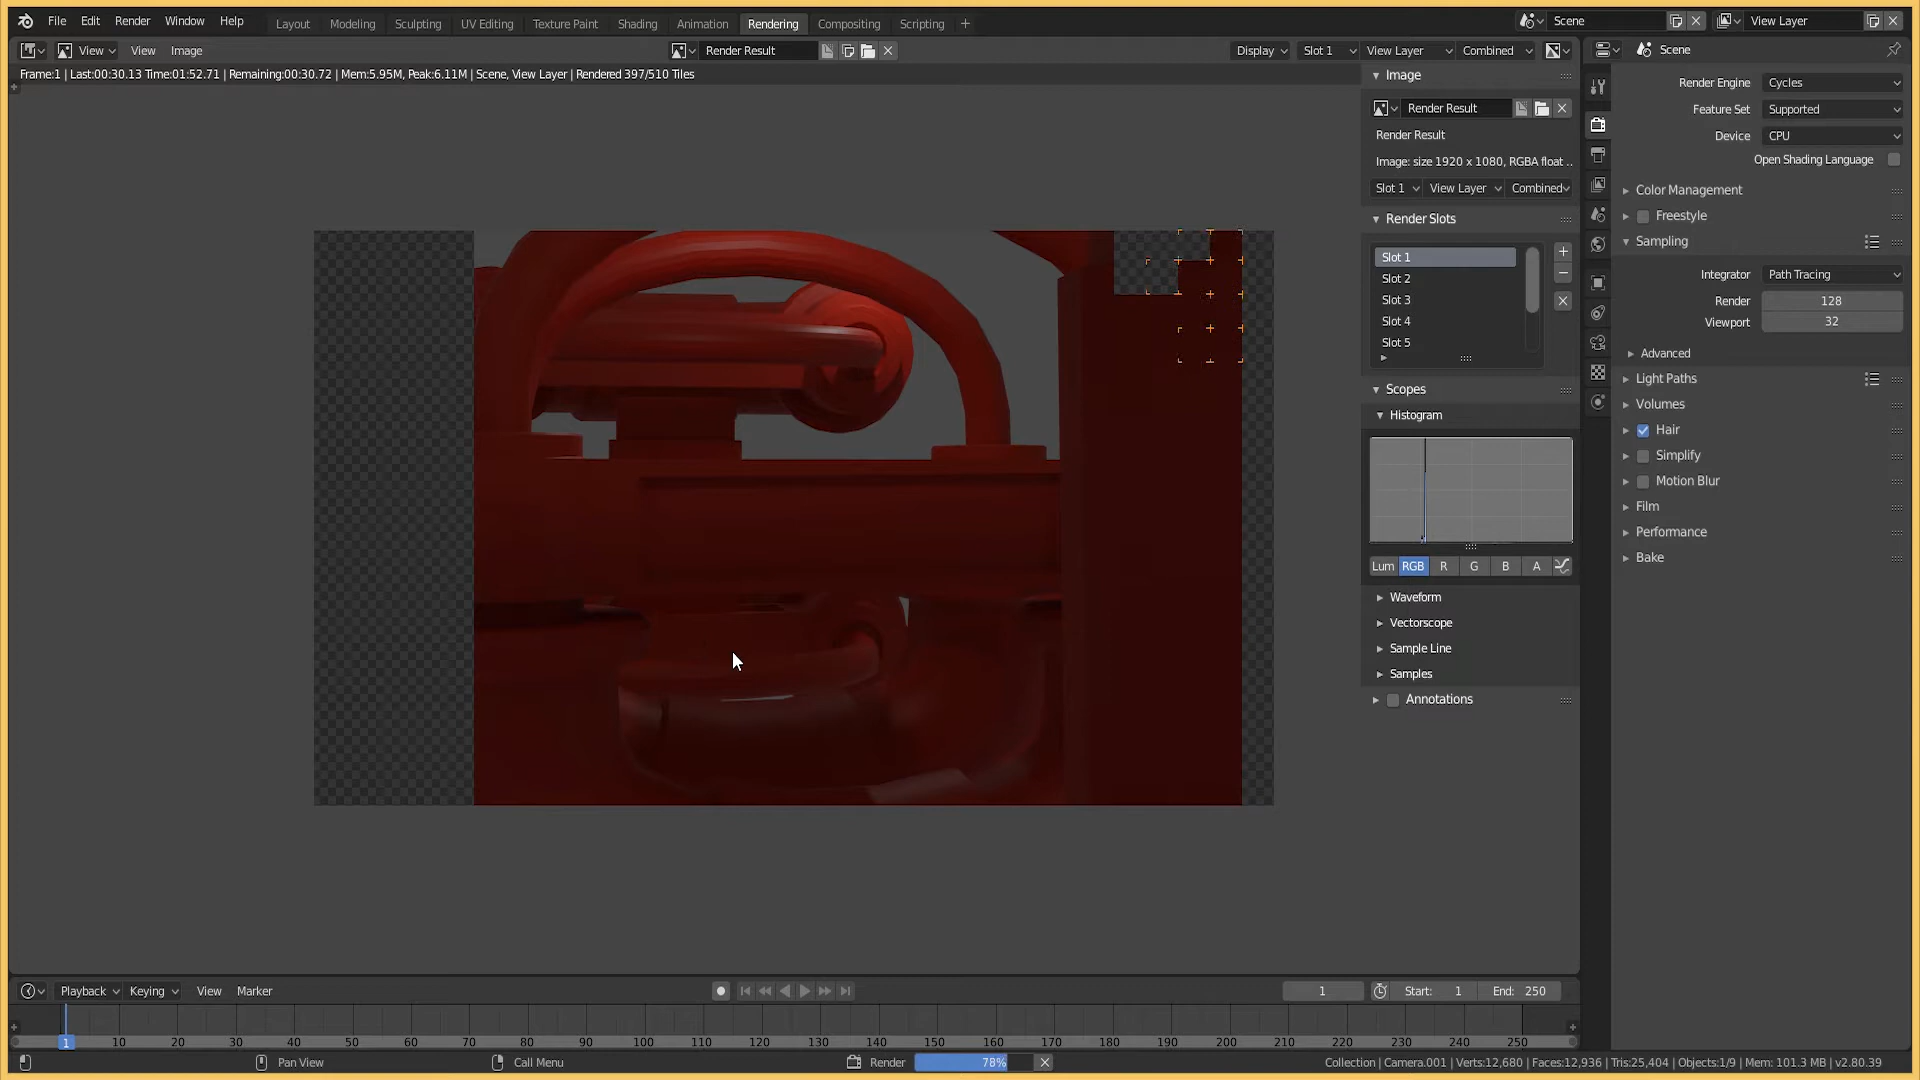 File Edit Render Window Help Layout Modeling Sculpting UV Editing Texture Paint Shading Animation Rendering Compositing Scripting + Scene View Layer
View View Image Render Result Display Slot 1 View Layer Combined Scene
Frame:1 | Last:00:30.13 Time:01:52.71 | Remaining:00:30.72 | Mem:5.95M, Peak:6.11M | Scene, View Layer | Rendered 397/510 Tiles
Image
Render Result
Render Result
Image: size 1920 x 1080, RGBA float ..
Slot 1 View Layer Combined
Render Slots
Slot 1
Slot 2
Slot 3
Slot 4
Slot 5
Scopes
Histogram
Lum RGB R G B A
Waveform
Vectorscope
Sample Line
Samples
Annotations
Render Engine Cycles
Feature Set Supported
Device CPU
Open Shading Language
Color Management
Freestyle
Sampling
Integrator Path Tracing
Render 128
Viewport 32
Advanced
Light Paths
Volumes
Hair
Simplify
Motion Blur
Film
Performance
Bake
Playback Keying View Marker 1 Start: 1 End: 250
1 10 20 30 40 50 60 70 80 90 100 110 120 130 140 150 160 170 180 190 200 210 220 230 240 250
Pan View Call Menu Render 78% Collection | Camera.001 | Verts:12,680 | Faces:12,936 | Tris:25,404 | Objects:1/9 | Mem: 101.3 MB | v2.80.39